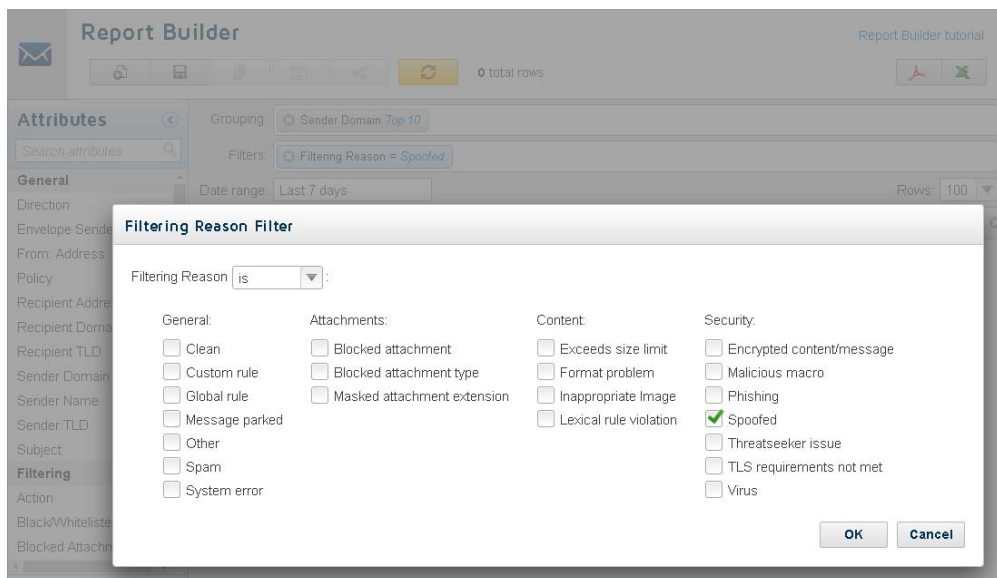 Report Builder
Report Builder tutorial
0 total rows
Attributes
Search attributes
Grouping: Sender Domain Top 10
Filters: Filtering Reason = Spoofed
Date range: Last 7 days
Rows: 100
General
Direction
Envelope Sende
From: Address
Policy
Recipient Addre
Recipient Doma
Recipient TLD
Sender Domain
Sender Name
Sender TLD
Subject
Filtering
Action
Black/Whiteliste
Blocked Attachm
Filtering Reason Filter
Filtering Reason is :
General:
Clean
Custom rule
Global rule
Message parked
Other
Spam
System error
Attachments:
Blocked attachment
Blocked attachment type
Masked attachment extension
Content:
Exceeds size limit
Format problem
Inappropriate Image
Lexical rule violation
Security:
Encrypted content/message
Malicious macro
Phishing
Spoofed
Threatseeker issue
TLS requirements not met
Virus
OK
Cancel